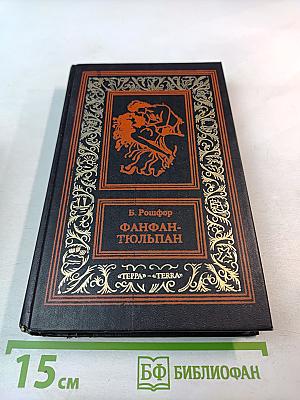 Б. Рошфор
ФАНФАН-
ТЮЛЬПАН
«ТЕРРА» – «TERRA»
15 см
БФ БИБЛИОФАН